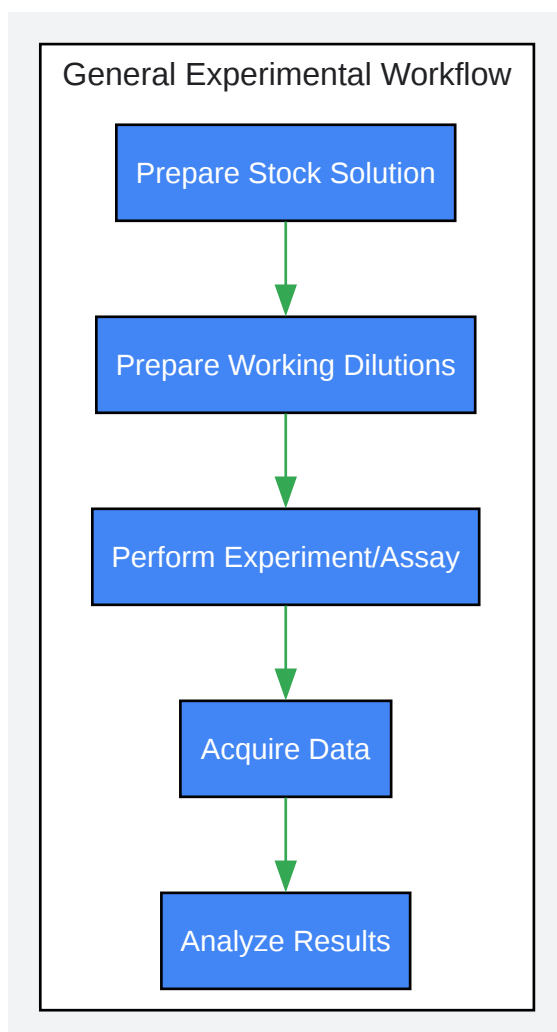 General Experimental Workflow
Prepare Stock Solution
Prepare Working Dilutions
Perform Experiment/Assay
Acquire Data
Analyze Results